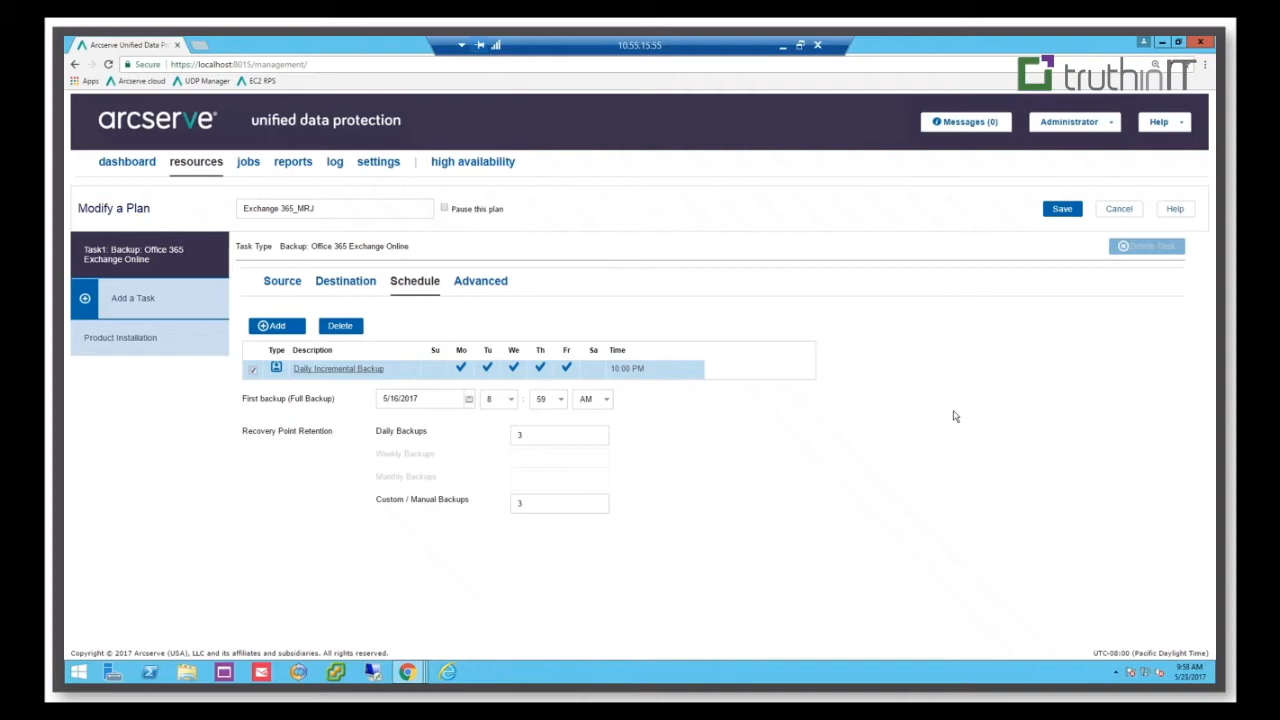 Arcserve Unified Data Pro
10.55.15.55
Secure https://localhost:8015/management/
Apps Arcserve cloud UDP Manager EC2 RPS
truthinIT
arcserve® unified data protection
Messages (0) Administrator Help
dashboard resources jobs reports log settings | high availability
Modify a Plan Exchange 365_MRJ Pause this plan Save Cancel Help
Task1: Backup: Office 365
Exchange Online
Task Type Backup: Office 365 Exchange Online Delete Task
Add a Task
Product Installation
Source Destination Schedule Advanced
Add Delete
Type Description Su Mo Tu We Th Fr Sa Time
Daily Incremental Backup 10:00 PM
First backup (Full Backup) 5/16/2017 8 : 59 AM
Recovery Point Retention Daily Backups 3
Weekly Backups
Monthly Backups
Custom / Manual Backups 3
Copyright © 2017 Arcserve (USA), LLC and its affiliates and subsidiaries. All rights reserved. UTC-08:00 (Pacific Daylight Time)
9:58 AM
5/23/2017